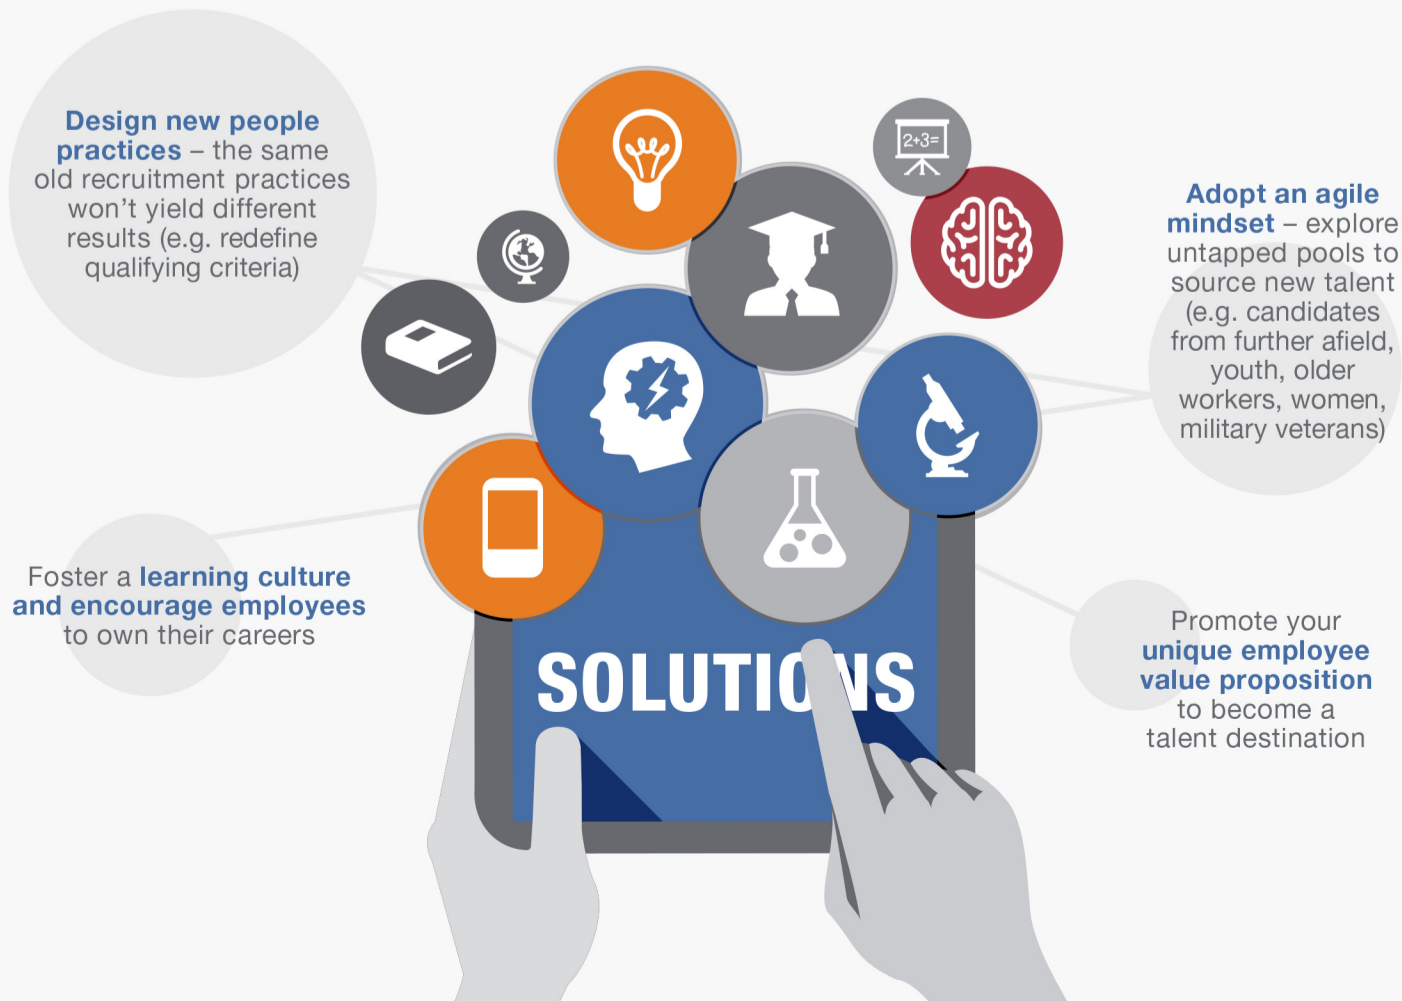 Design new people
practices – the same
old recruitment practices
won't yield different
results (e.g. redefine
qualifying criteria)
2+3=
Adopt an agile
mindset – explore
untapped pools to
source new talent
(e.g. candidates
from further afield,
youth, older
workers, women,
military veterans)
Foster a learning culture
and encourage employees
to own their careers
SOLUTIONS
Promote your
unique employee
value proposition
to become a
talent destination